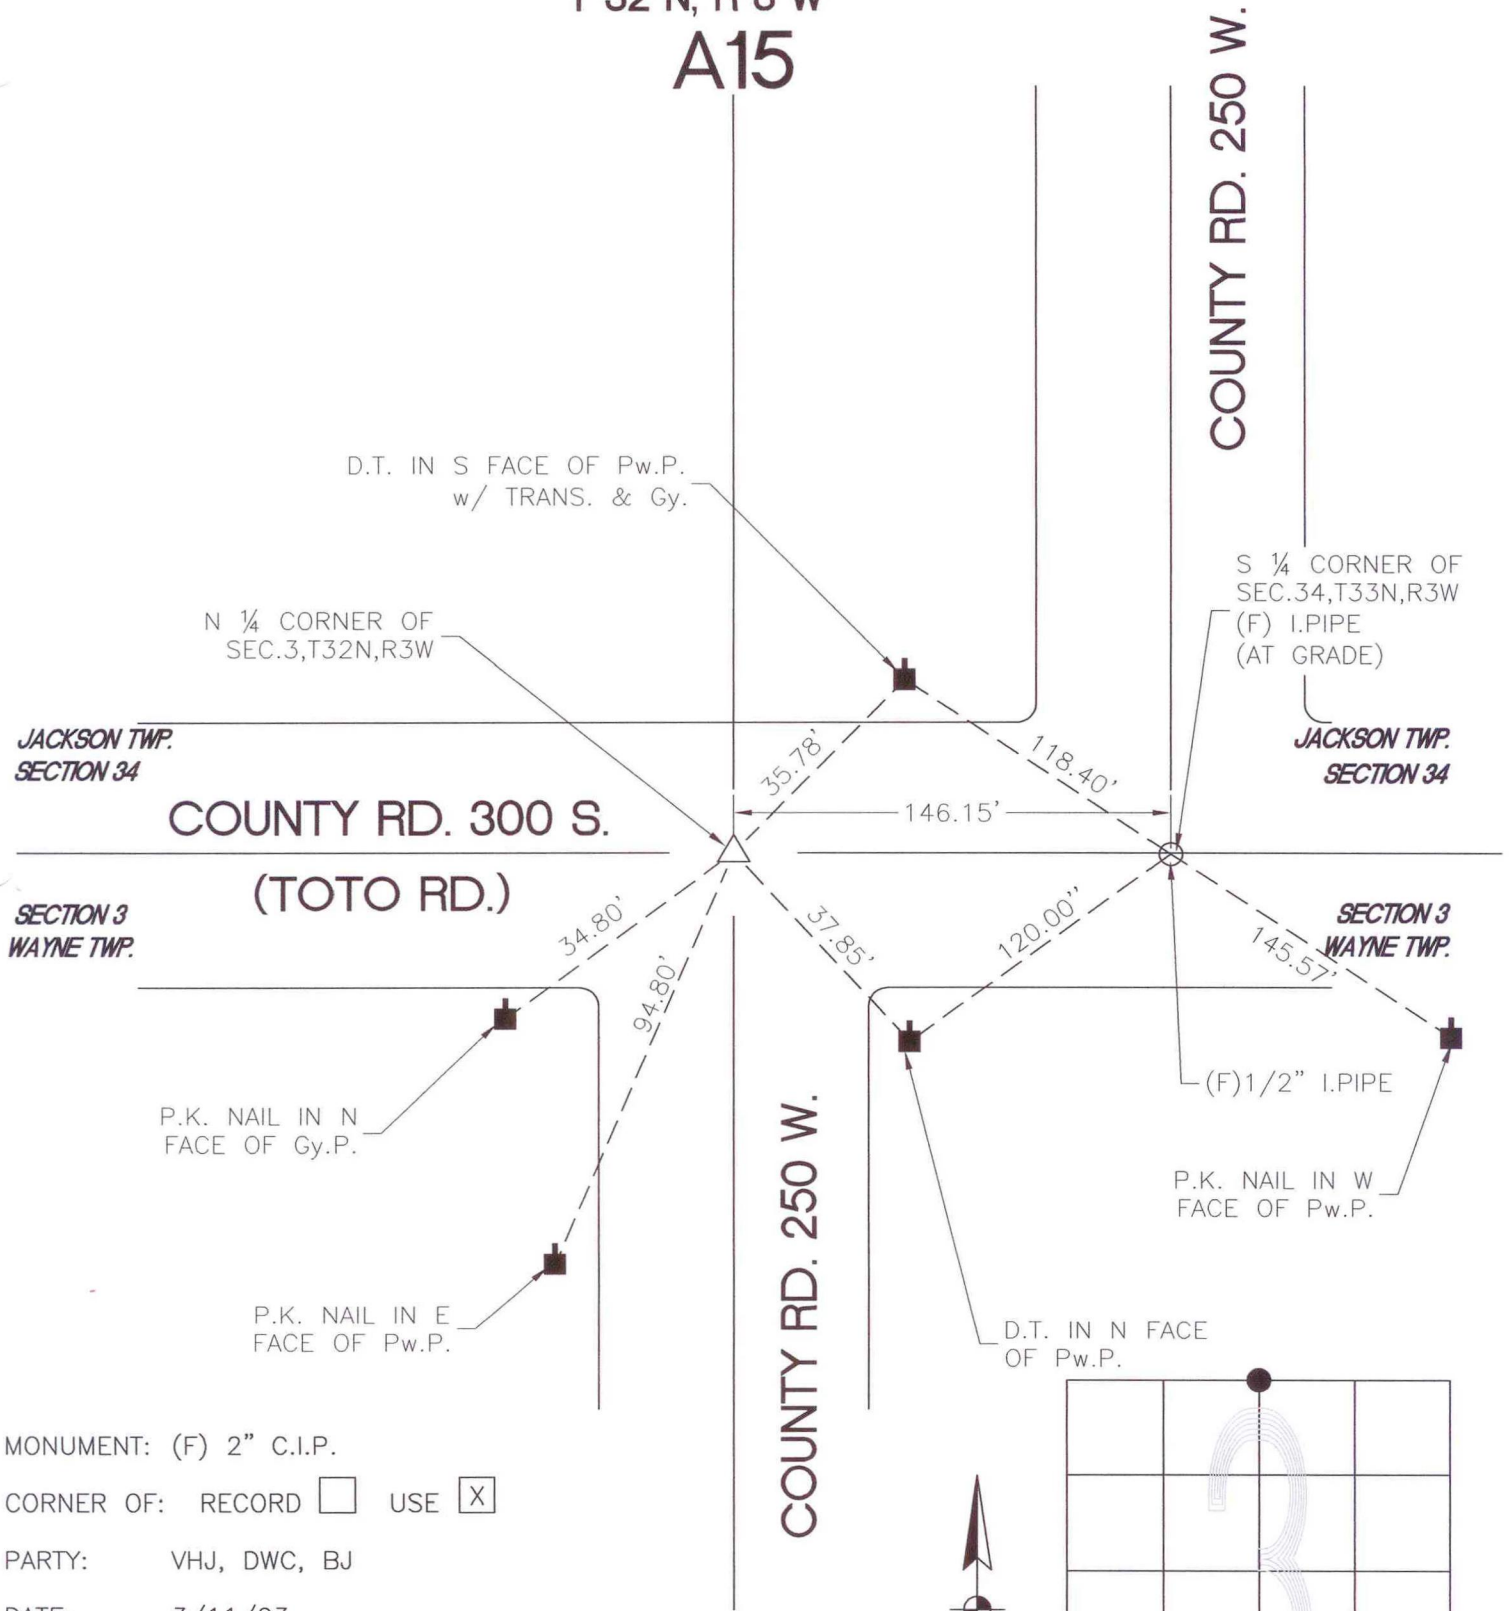 A15
COUNTY RD. 250 W.
D.T. IN S FACE OF Pw.P.
w/ TRANS. & Gy.
S ¼ CORNER OF
SEC.34,T33N,R3W
(F) I.PIPE
(AT GRADE)
N ¼ CORNER OF
SEC.3,T32N,R3W
JACKSON TWP.
SECTION 34
JACKSON TWP.
SECTION 34
35.78'
118.40'
146.15'
COUNTY RD. 300 S.
(TOTO RD.)
SECTION 3
WAYNE TWP.
SECTION 3
WAYNE TWP.
34.80'
94.80'
37.85'
120.00"
145.57'
(F)1/2" I.PIPE
P.K. NAIL IN N
FACE OF Gy.P.
P.K. NAIL IN W
FACE OF Pw.P.
COUNTY RD. 250 W.
P.K. NAIL IN E
FACE OF Pw.P.
D.T. IN N FACE
OF Pw.P.
3
MONUMENT: (F) 2" C.I.P.
CORNER OF: RECORD USE X
PARTY: VHJ, DWC, BJ